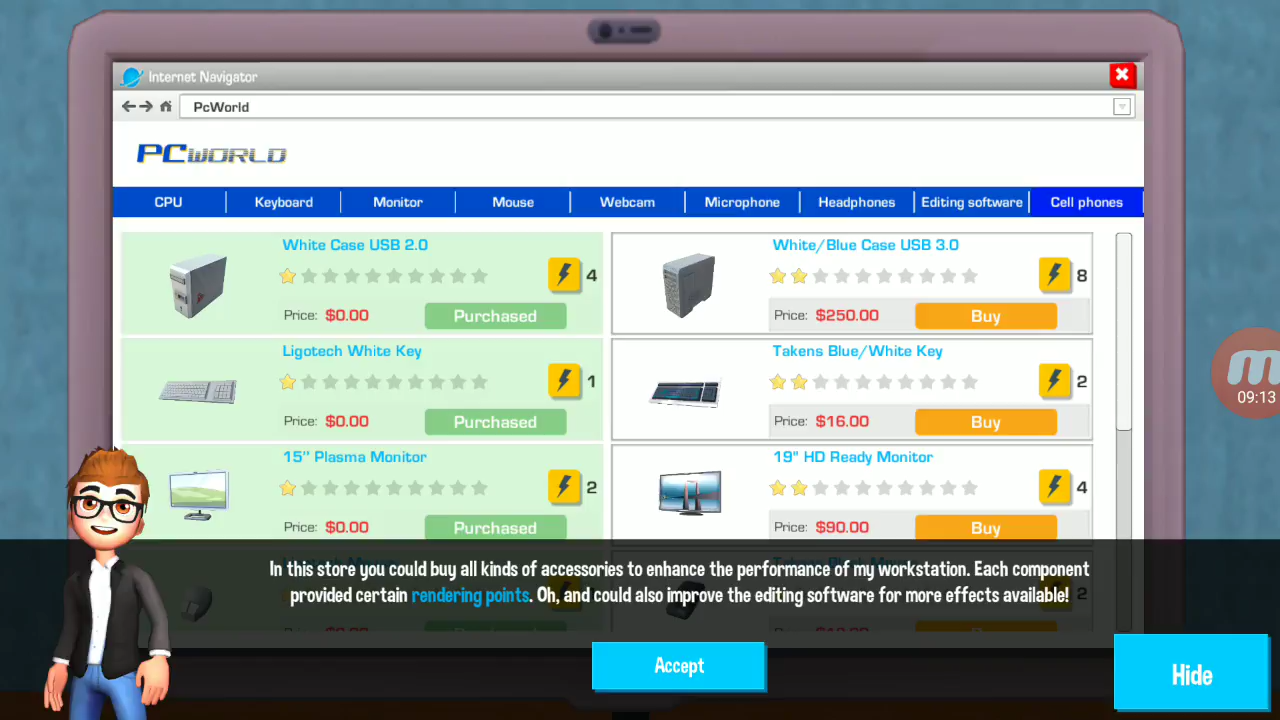 Internet Navigator
PcWorld
PCWORLD
CPU Keyboard Monitor Mouse Webcam Microphone Headphones Editing software Cell phones
White Case USB 2.0
4
Price: $0.00 Purchased
White/Blue Case USB 3.0
8
Price: $250.00 Buy
Ligotech White Key
1
Price: $0.00 Purchased
Takens Blue/White Key
2
Price: $16.00 Buy
15" Plasma Monitor
2
Price: $0.00 Purchased
19" HD Ready Monitor
4
Price: $90.00 Buy
2
09:13
In this store you could buy all kinds of accessories to enhance the performance of my workstation. Each component
provided certain rendering points. Oh, and could also improve the editing software for more effects available!
Accept
Hide